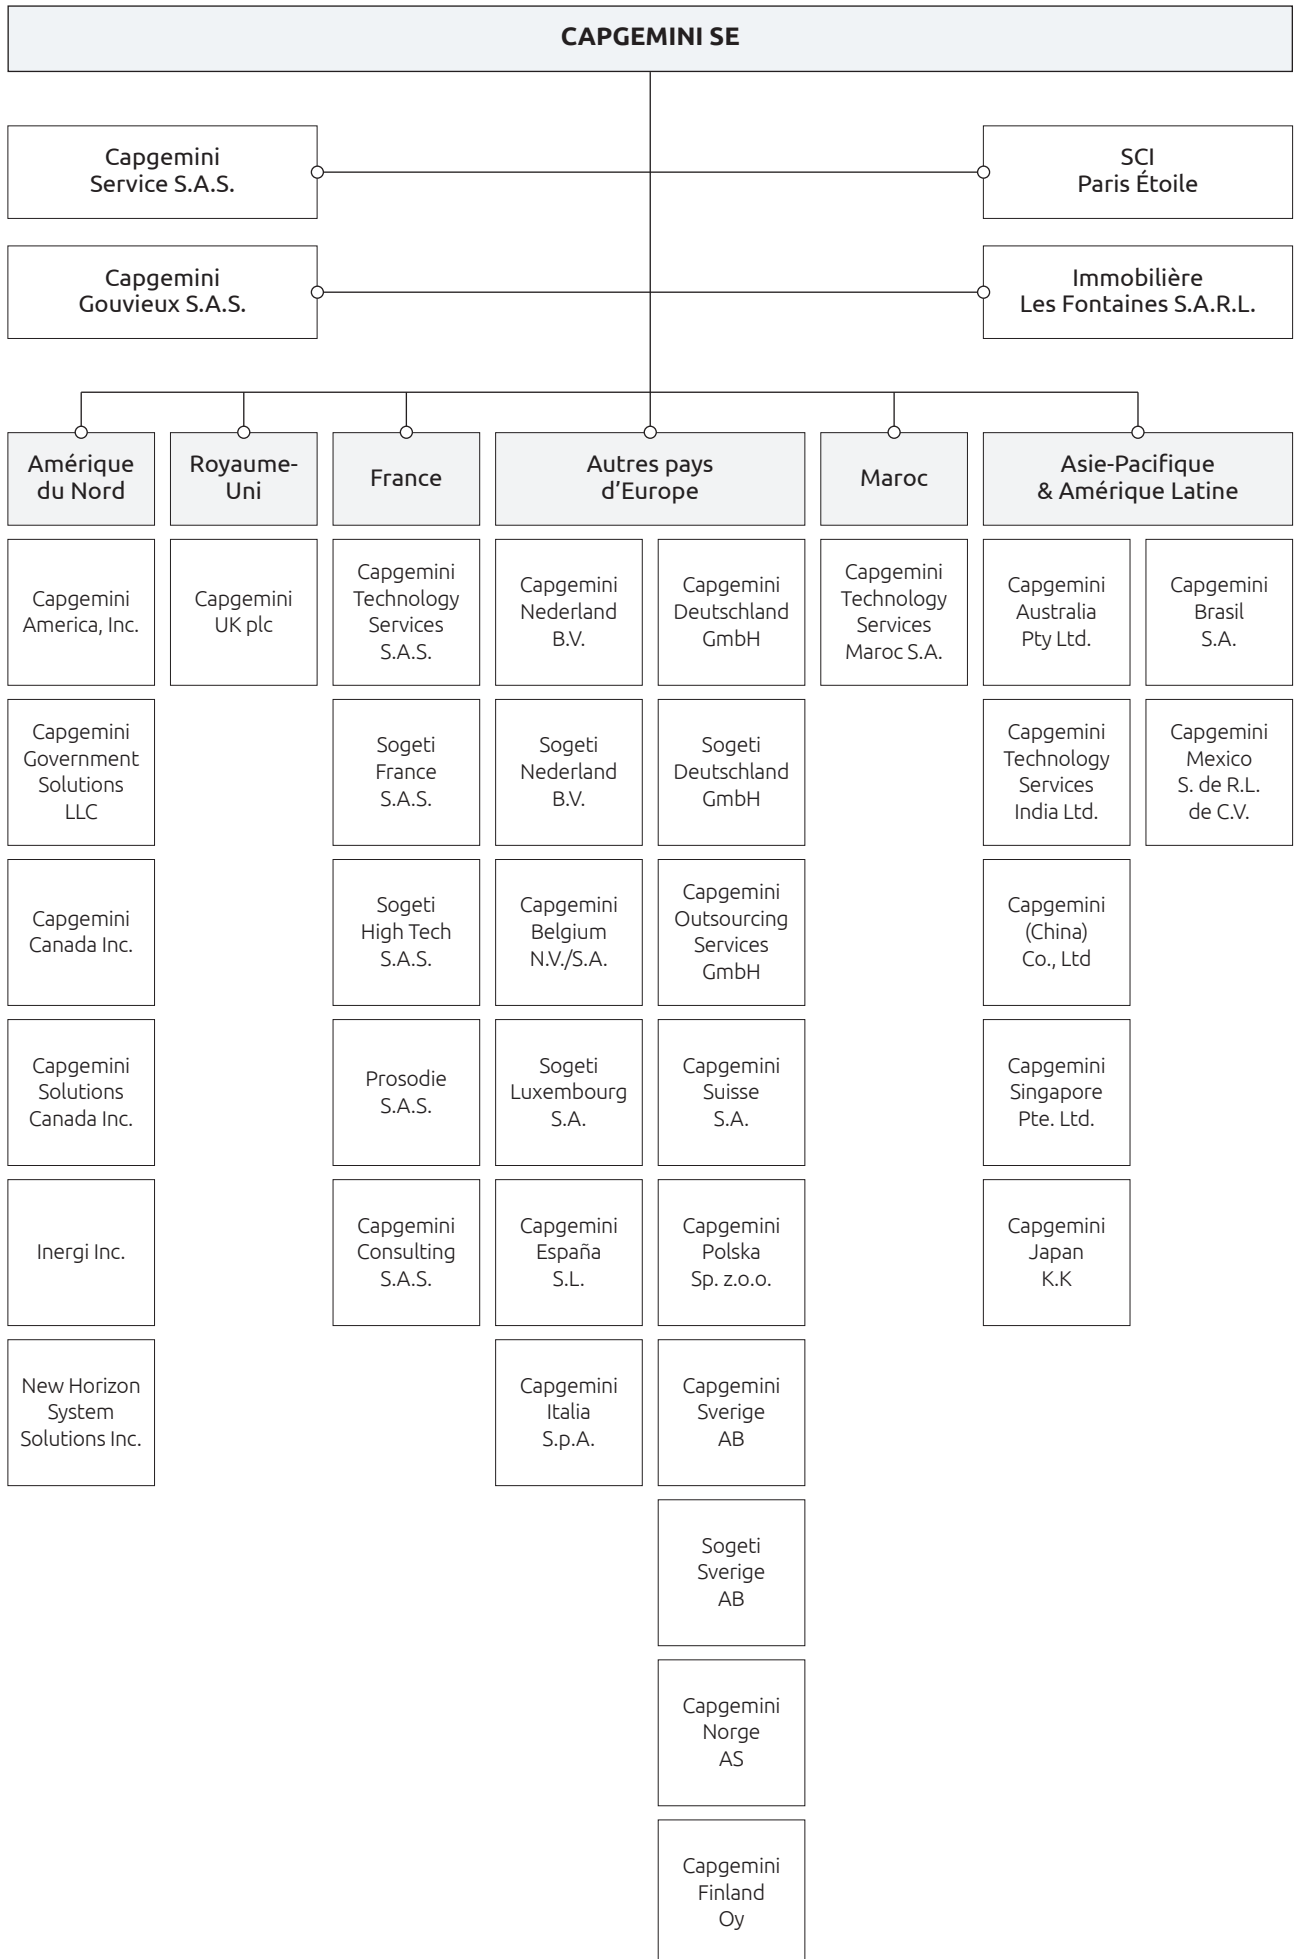 CAPGEMINI SE
Capgemini
Service S.A.S.
SCI
Paris Étoile
Capgemini
Gouvieux S.A.S.
Immobilière
Les Fontaines S.A.R.L.
Amérique
du Nord
Royaume-
Uni
France
Autres pays
d’Europe
Maroc
Asie-Pacifique
& Amérique Latine
Capgemini
America, Inc.
Capgemini
UK plc
Capgemini
Technology
Services
S.A.S.
Capgemini
Nederland
B.V.
Capgemini
Deutschland
GmbH
Capgemini
Technology
Services
Maroc S.A.
Capgemini
Australia
Pty Ltd.
Capgemini
Brasil
S.A.
Capgemini
Government
Solutions
LLC
Sogeti
France
S.A.S.
Sogeti
Nederland
B.V.
Sogeti
Deutschland
GmbH
Capgemini
Technology
Services
India Ltd.
Capgemini
Mexico
S. de R.L.
de C.V.
Capgemini
Canada Inc.
Sogeti
High Tech
S.A.S.
Capgemini
Belgium
N.V./S.A.
Capgemini
Outsourcing
Services
GmbH
Capgemini
(China)
Co., Ltd
Capgemini
Solutions
Canada Inc.
Prosodie
S.A.S.
Sogeti
Luxembourg
S.A.
Capgemini
Suisse
S.A.
Capgemini
Singapore
Pte. Ltd.
Inergi Inc.
Capgemini
Consulting
S.A.S.
Capgemini
España
S.L.
Capgemini
Polska
Sp. z.o.o.
Capgemini
Japan
K.K
New Horizon
System
Solutions Inc.
Capgemini
Italia
S.p.A.
Capgemini
Sverige
AB
Sogeti
Sverige
AB
Capgemini
Norge
AS
Capgemini
Finland
Oy